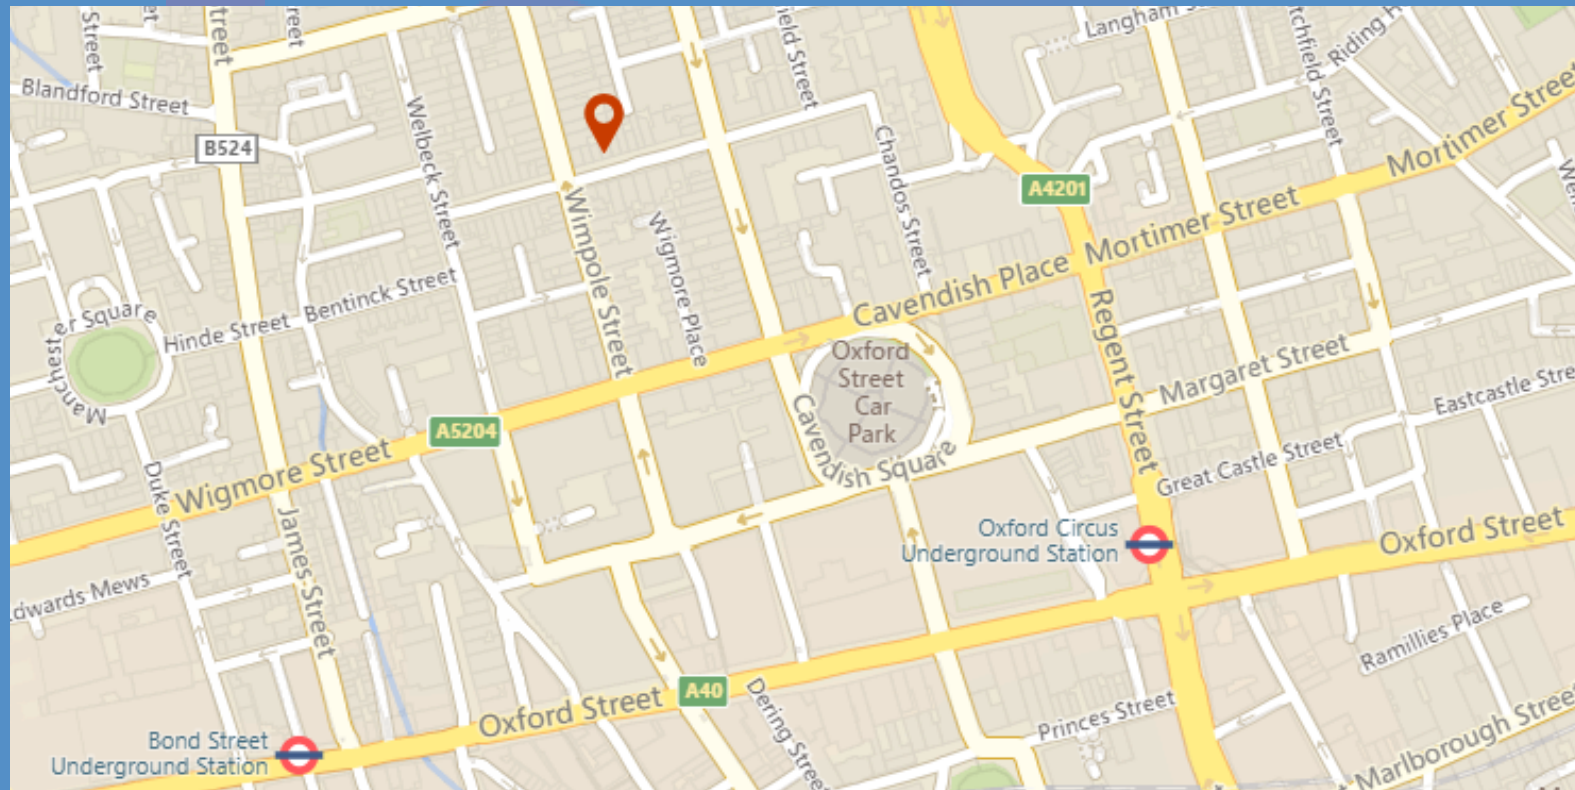 Langham
Riding H
Blandford Street
Street
Welbeck Street
B524
Chandos Street
Mortimer Street
A4201
Mortimer Street
Wimpole Street
Wigmore Place
Cavendish Place
Regent Street
Manchester Square
Hinde Street
Bentinck Street
Oxford
Street
Car
Park
Cavendish Square
Margaret Street
Eastcastle Stre
A5204
Wigmore Street
Great Castle Street
Duke Street
James Street
Oxford Circus
Underground Station
Oxford Street
dwards Mews
Ramillies Place
A40
Oxford Street
Dering Street
Princes Street
Marlborough Street
Bond Street
Underground Station